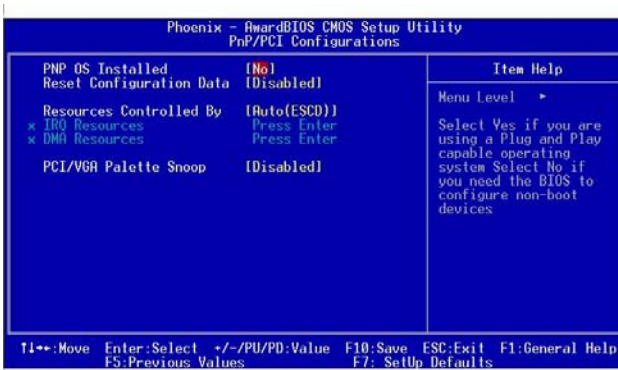 Phoenix - AwardBIOS CMOS Setup Utility
PnP/PCI Configurations
PNP OS Installed [No]
Reset Configuration Data [Disabled]
Resources Controlled By [Auto(ESCD)]
x IRQ Resources Press Enter
x DMA Resources Press Enter
PCI/VGA Palette Snoop [Disabled]
Item Help
Menu Level ►
Select Yes if you are
using a Plug and Play
capable operating
system Select No if
you need the BIOS to
configure non-boot
devices
↑↓→←:Move Enter:Select +/-/PU/PD:Value F10:Save ESC:Exit F1:General Help
F5:Previous Values F7: SetUp Defaults